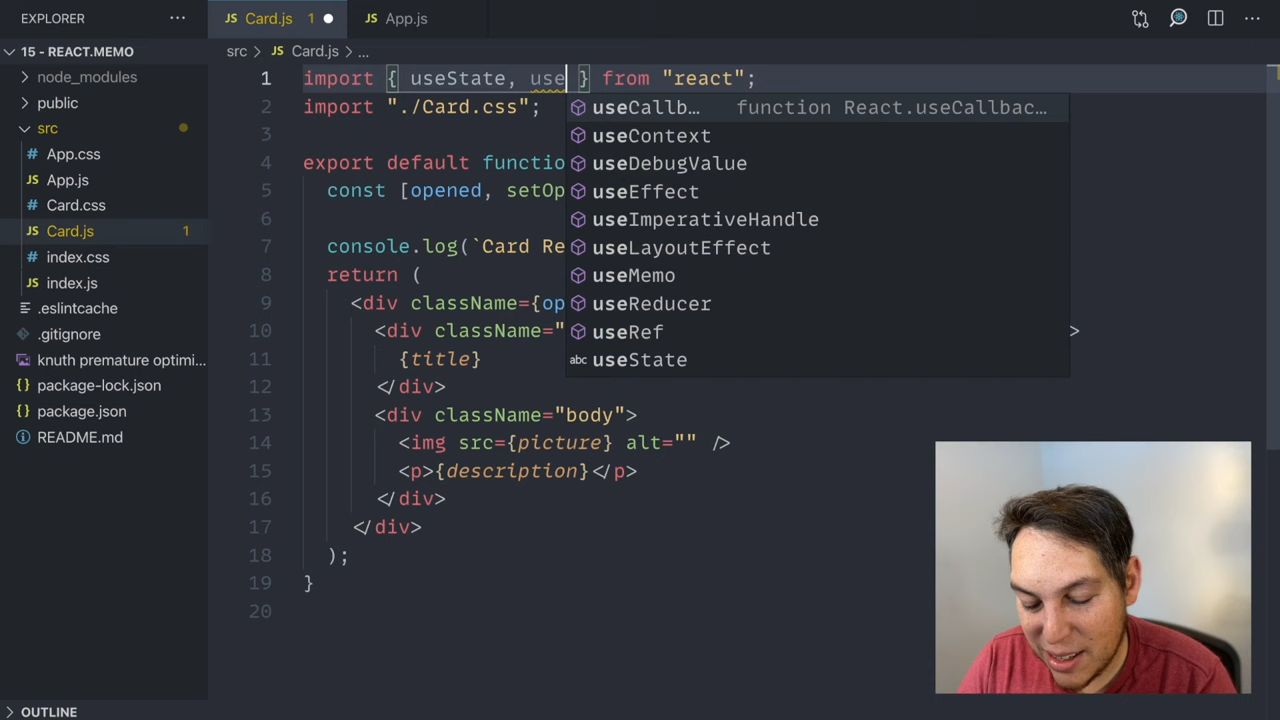 EXPLORER
Card.js 1
App.js
15 - REACT.MEMO
src > Card.js > ...
node_modules
public
src
App.css
App.js
Card.css
Card.js 1
index.css
index.js
.eslintcache
.gitignore
knuth premature optimi...
package-lock.json
package.json
README.md
OUTLINE
1 import { useState, use } from "react";
2 import "./Card.css";
3
4 export default functio
5 const [opened, setOp
6
7 console.log(`Card Re
8 return (
9 <div className={op
10 <div className=" >
11 {title}
12 </div>
13 <div className="body">
14 <img src={picture} alt="" />
15 <p>{description}</p>
16 </div>
17 </div>
18 );
19 }
20
useCallb... function React.useCallbac...
useContext
useDebugValue
useEffect
useImperativeHandle
useLayoutEffect
useMemo
useReducer
useRef
abc useState